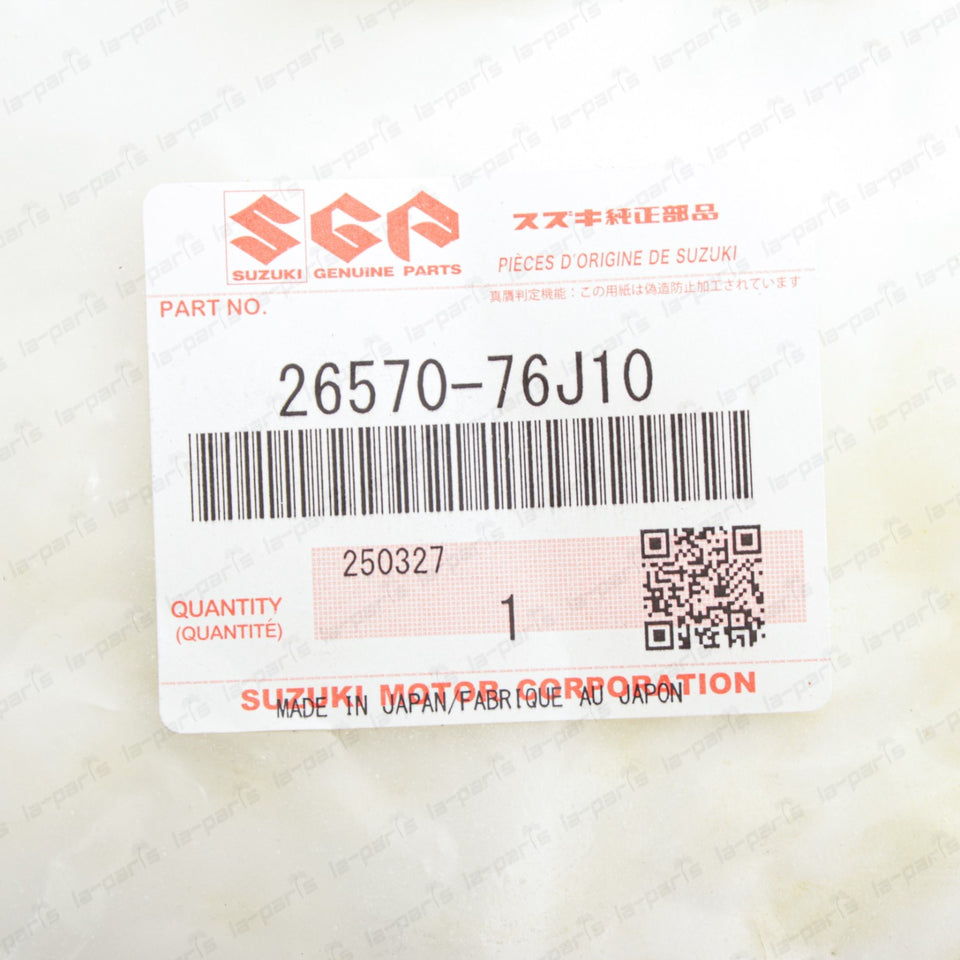 SGP
スズキ純正部品
SUZUKI GENUINE PARTS
PIÈCES D'ORIGINE DE SUZUKI
真贋判定機能：この用紙は偽造防止加工されています
PART NO.
26570-76J10
250327
QUANTITY
1
(QUANTITÉ)
SUZUKI MOTOR CORPORATION
MADE IN JAPAN/FABRIQUE AU JAPON
la-parts